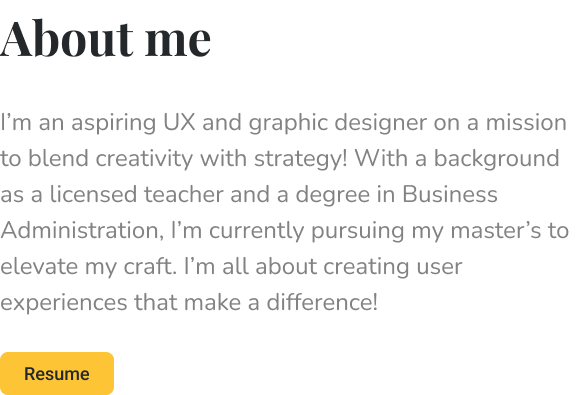 About me
I’m an aspiring UX and graphic designer on a mission
to blend creativity with strategy! With a background
as a licensed teacher and a degree in Business
Administration, I’m currently pursuing my master’s to
elevate my craft. I’m all about creating user
experiences that make a difference!
Resume